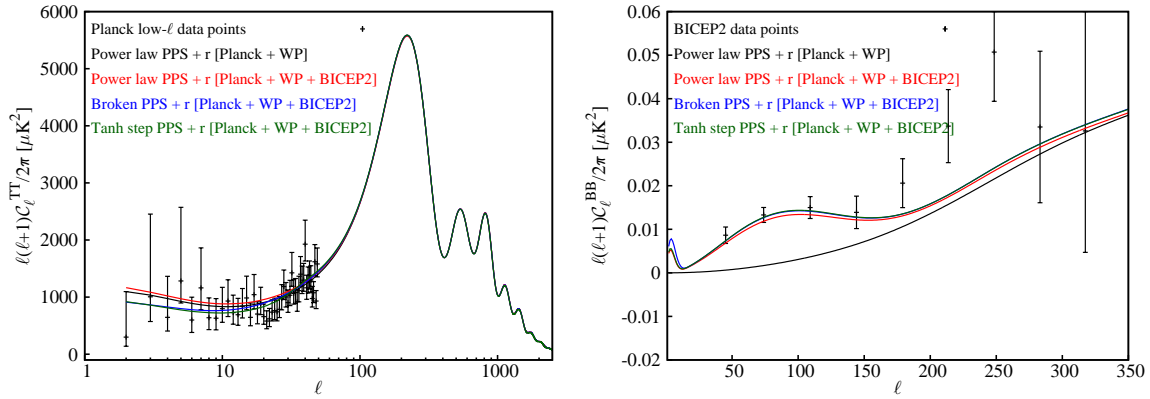 Planck low-ℓ data points
Power law PPS + r [Planck + WP]
Power law PPS + r [Planck + WP + BICEP2]
Broken PPS + r [Planck + WP + BICEP2]
Tanh step PPS + r [Planck + WP + BICEP2]
6000
5000
4000
3000
2000
1000
0
1
10
100
1000
ℓ(ℓ+1)C_ℓ^TT/2π [μK²]
ℓ
BICEP2 data points
Power law PPS + r [Planck + WP]
Power law PPS + r [Planck + WP + BICEP2]
Broken PPS + r [Planck + WP + BICEP2]
Tanh step PPS + r [Planck + WP + BICEP2]
0.06
0.05
0.04
0.03
0.02
0.01
0
-0.01
-0.02
50
100
150
200
250
300
350
ℓ(ℓ+1)C_ℓ^BB/2π [μK²]
ℓ